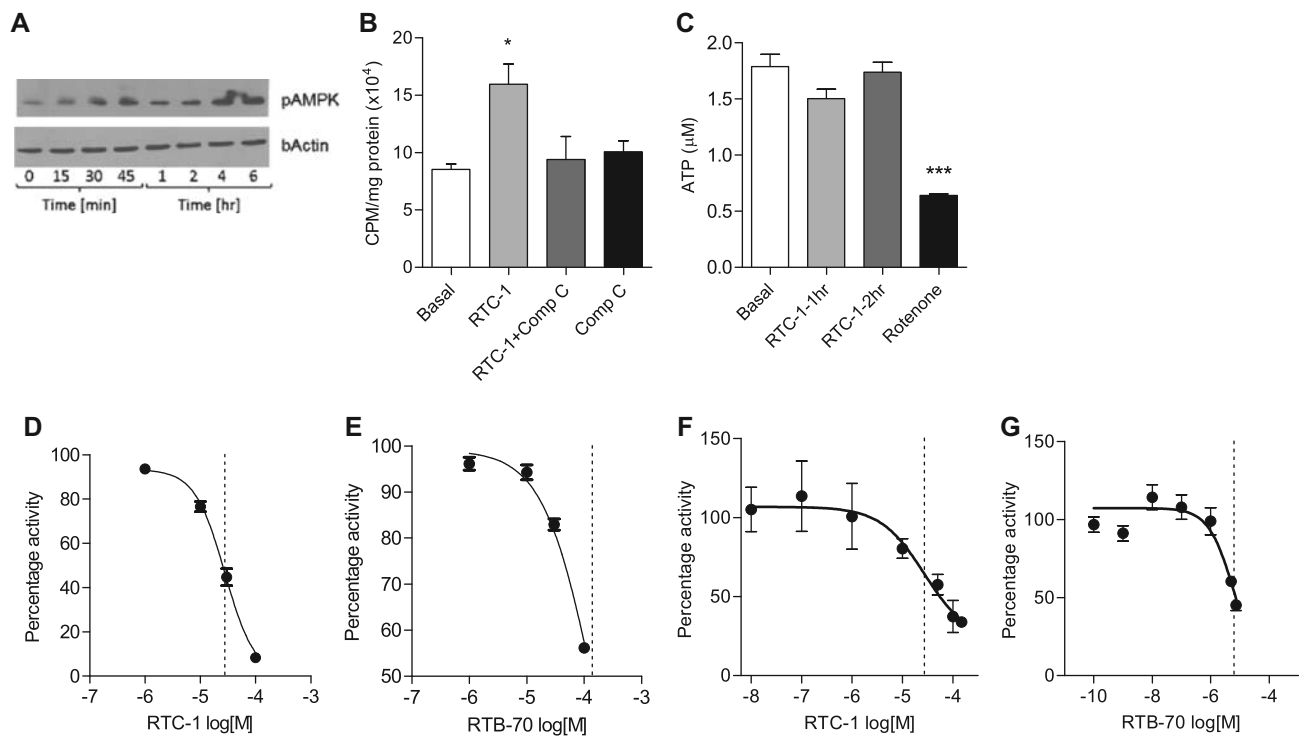 A
pAMPK
bActin
0 15 30 45 1 2 4 6
Time [min] Time [hr]
B
CPM/mg protein (x10⁴)
20
15
10
5
0
*
Basal
RTC-1
RTC-1+Comp C
Comp C
C
ATP (μM)
2.0
1.5
1.0
0.5
0.0
***
Basal
RTC-1-1hr
RTC-1-2hr
Rotenone
D
Percentage activity
100
80
60
40
20
0
-7 -6 -5 -4 -3
RTC-1 log[M]
E
Percentage activity
100
90
80
70
60
50
-7 -6 -5 -4 -3
RTB-70 log[M]
F
Percentage activity
150
100
50
0
-8 -7 -6 -5 -4
RTC-1 log[M]
G
Percentage activity
150
100
50
0
-10 -8 -6 -4
RTB-70 log[M]